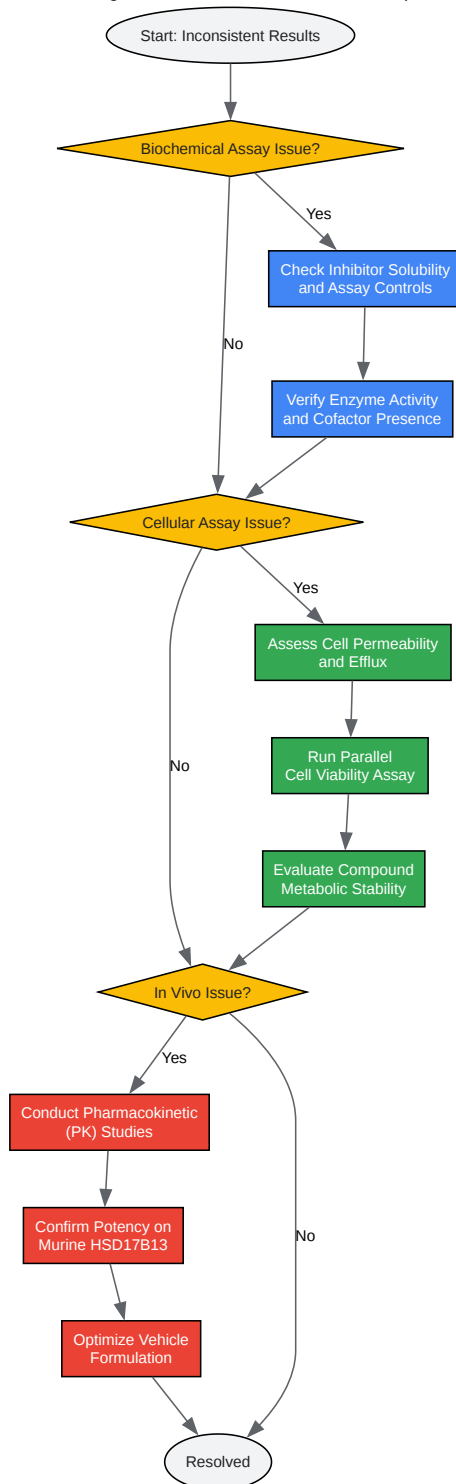 Start: Inconsistent Results
Biochemical Assay Issue?
Yes
Check Inhibitor Solubility
and Assay Controls
No
Verify Enzyme Activity
and Cofactor Presence
Cellular Assay Issue?
Yes
Assess Cell Permeability
and Efflux
No
Run Parallel
Cell Viability Assay
Evaluate Compound
Metabolic Stability
In Vivo Issue?
Yes
Conduct Pharmacokinetic
(PK) Studies
Confirm Potency on
Murine HSD17B13
No
Optimize Vehicle
Formulation
Resolved